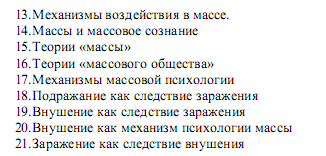 13.Механизмы воздействия в массе.
14.Массы и массовое сознание
15.Теории «массы»
16.Теории «массового общества»
17.Механизмы массовой психологии
18.Подражание как следствие заражения
19.Внушение как следствие заражения
20.Внушение как механизм психологии массы
21.Заражение как следствие внушения